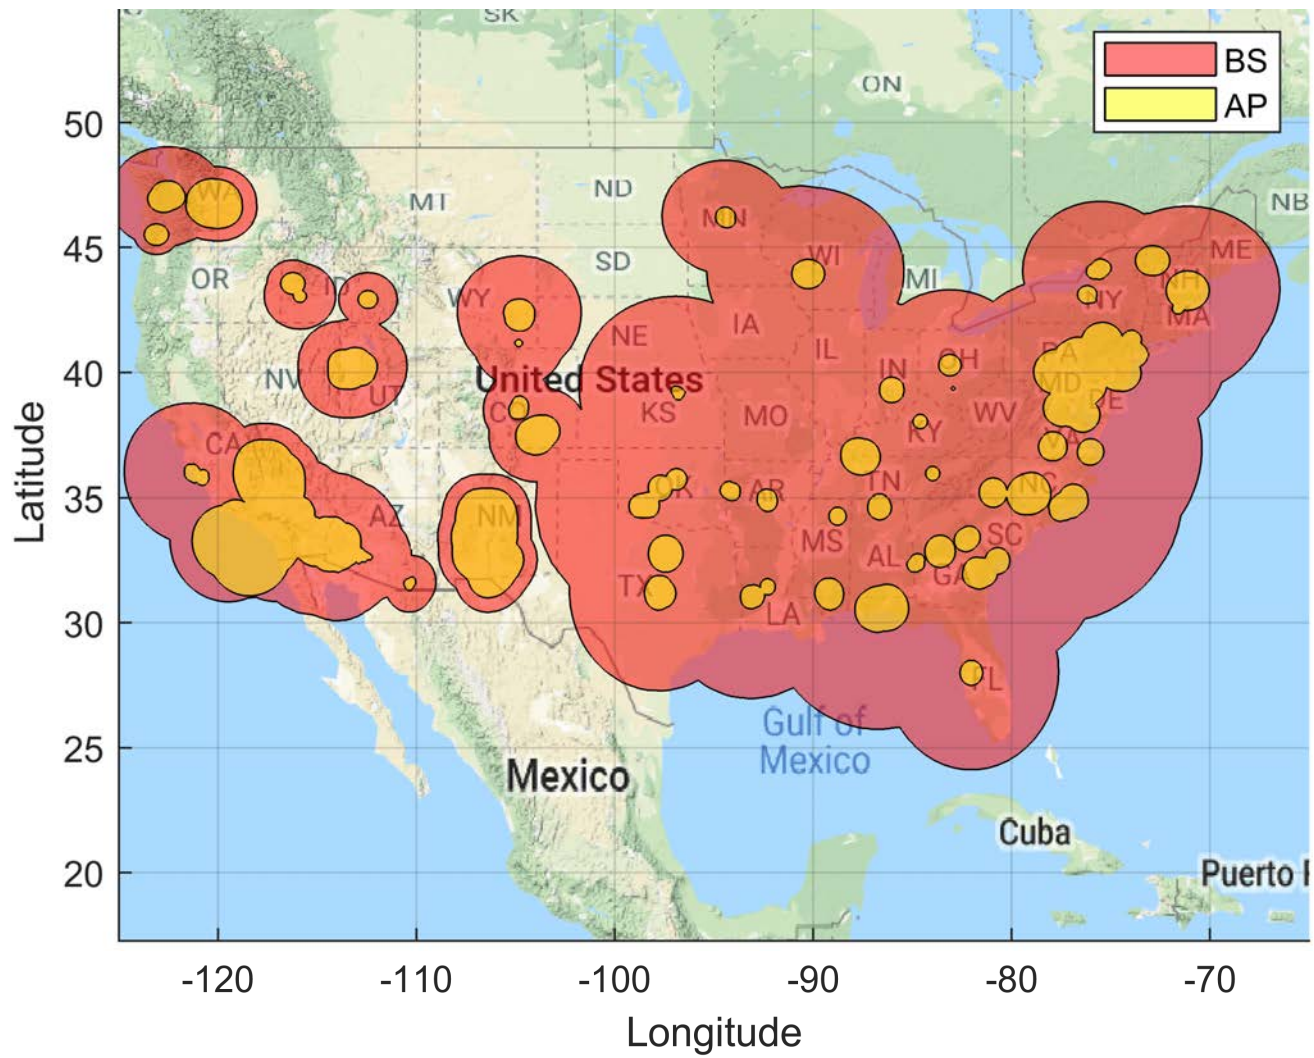 SK
ON
BS
AP
50
WA
MT
ND
NB
MN
ME
45
OR
WI
SD
MI
NH
WY
NY
MA
NE
IA
IL
IN
OH
PA
40
NV
United States
UT
MD
DE
CO
KS
MO
WV
KY
VA
CA
35
OK
AR
TN
NC
AZ
NM
MS
AL
SC
GA
TX
LA
30
FL
Gulf of
Mexico
25
Mexico
Cuba
20
Puerto
-120
-110
-100
-90
-80
-70
Latitude
Longitude